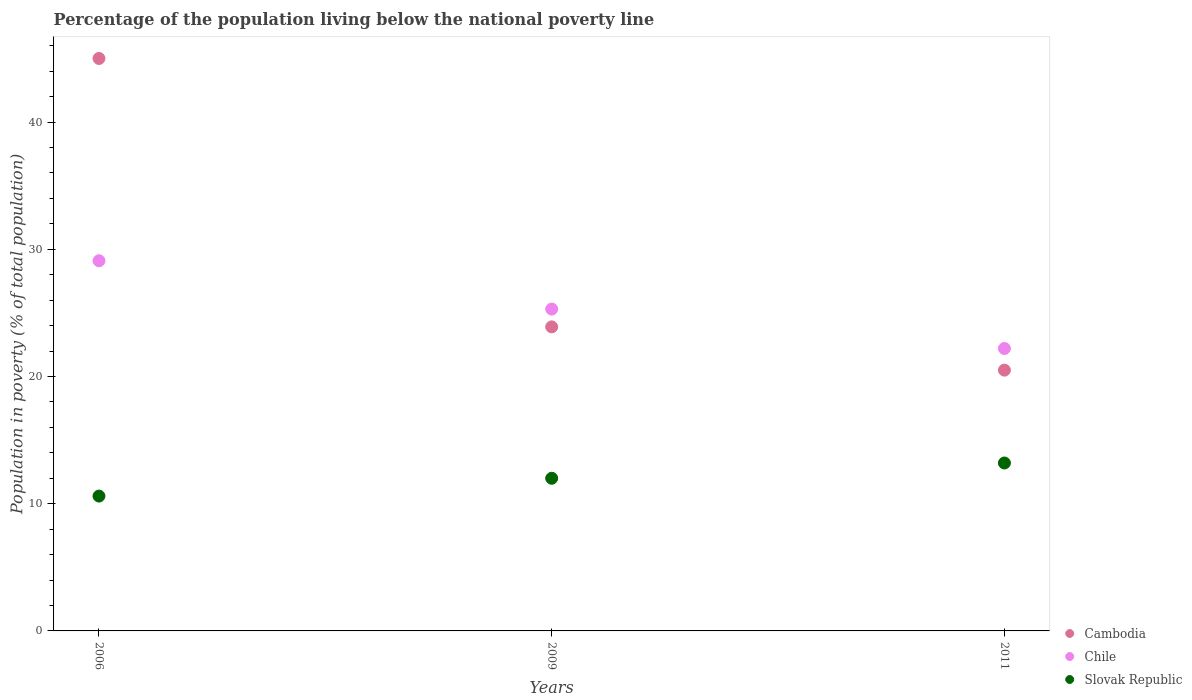 Percentage of the population living below the national poverty line
Population in poverty (% of total population)
40
30
20
10
0
2006
2009
2011
Years
Cambodia
Chile
Slovak Republic